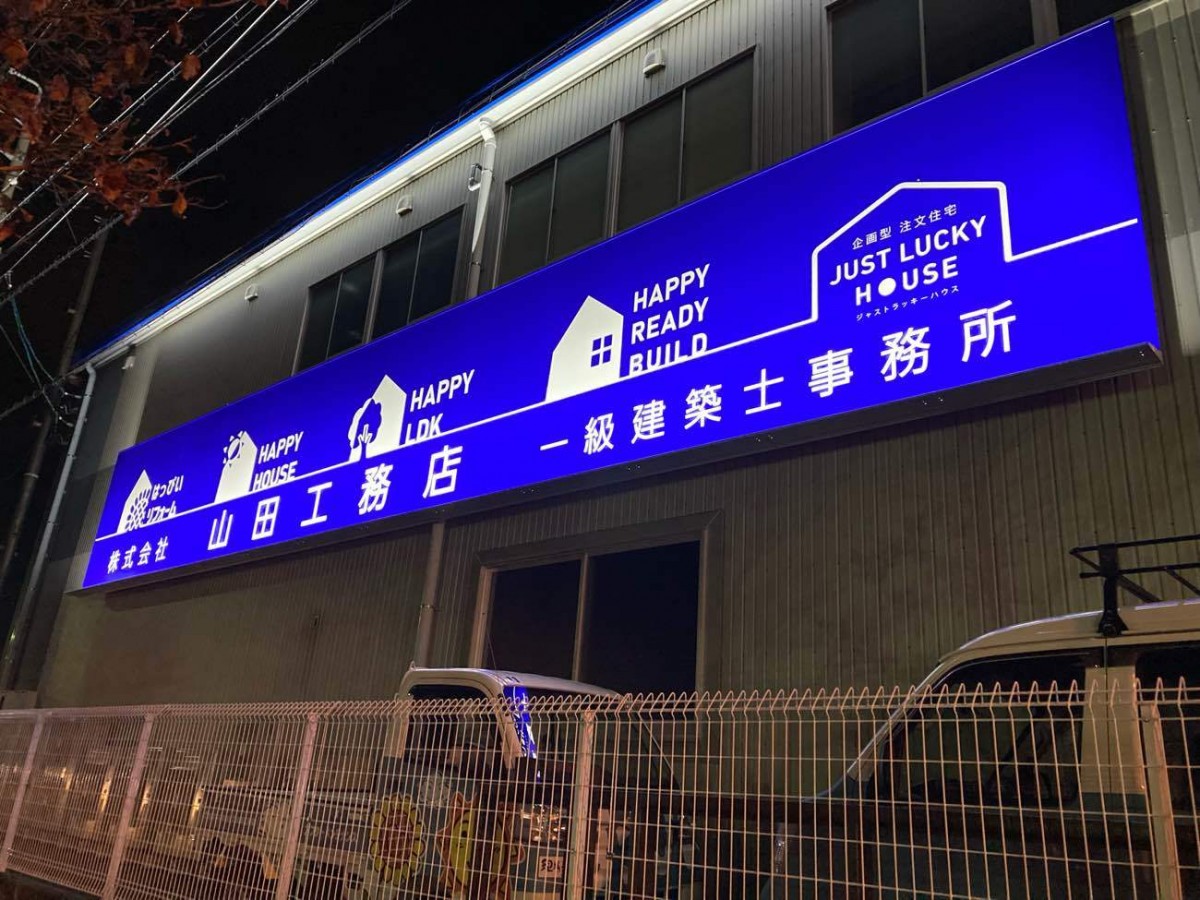 はっぴい
リフォーム
HAPPY
HOUSE
HAPPY
LDK
HAPPY
READY
BUILD
企画型 注文住宅
JUST LUCKY
HOUSE
ジャストラッキーハウス
株式会社 山田工務店 一級建築士事務所